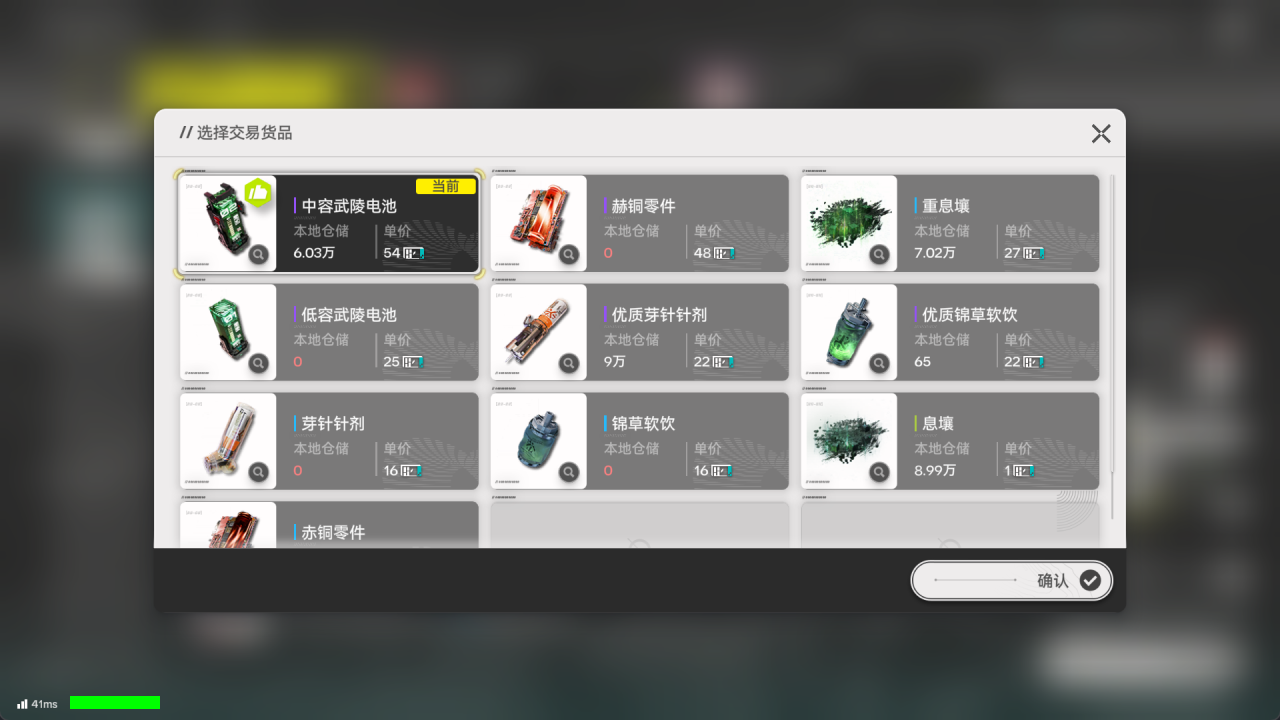 // 选择交易货品
当前
中容武陵电池
本地仓储 单价
6.03万 54
赫铜零件
本地仓储 单价
0 48
重息壤
本地仓储 单价
7.02万 27
低容武陵电池
本地仓储 单价
0 25
优质芽针针剂
本地仓储 单价
9万 22
优质锦草软饮
本地仓储 单价
65 22
芽针针剂
本地仓储 单价
0 16
锦草软饮
本地仓储 单价
0 16
息壤
本地仓储 单价
8.99万 1
赤铜零件
确认
41ms